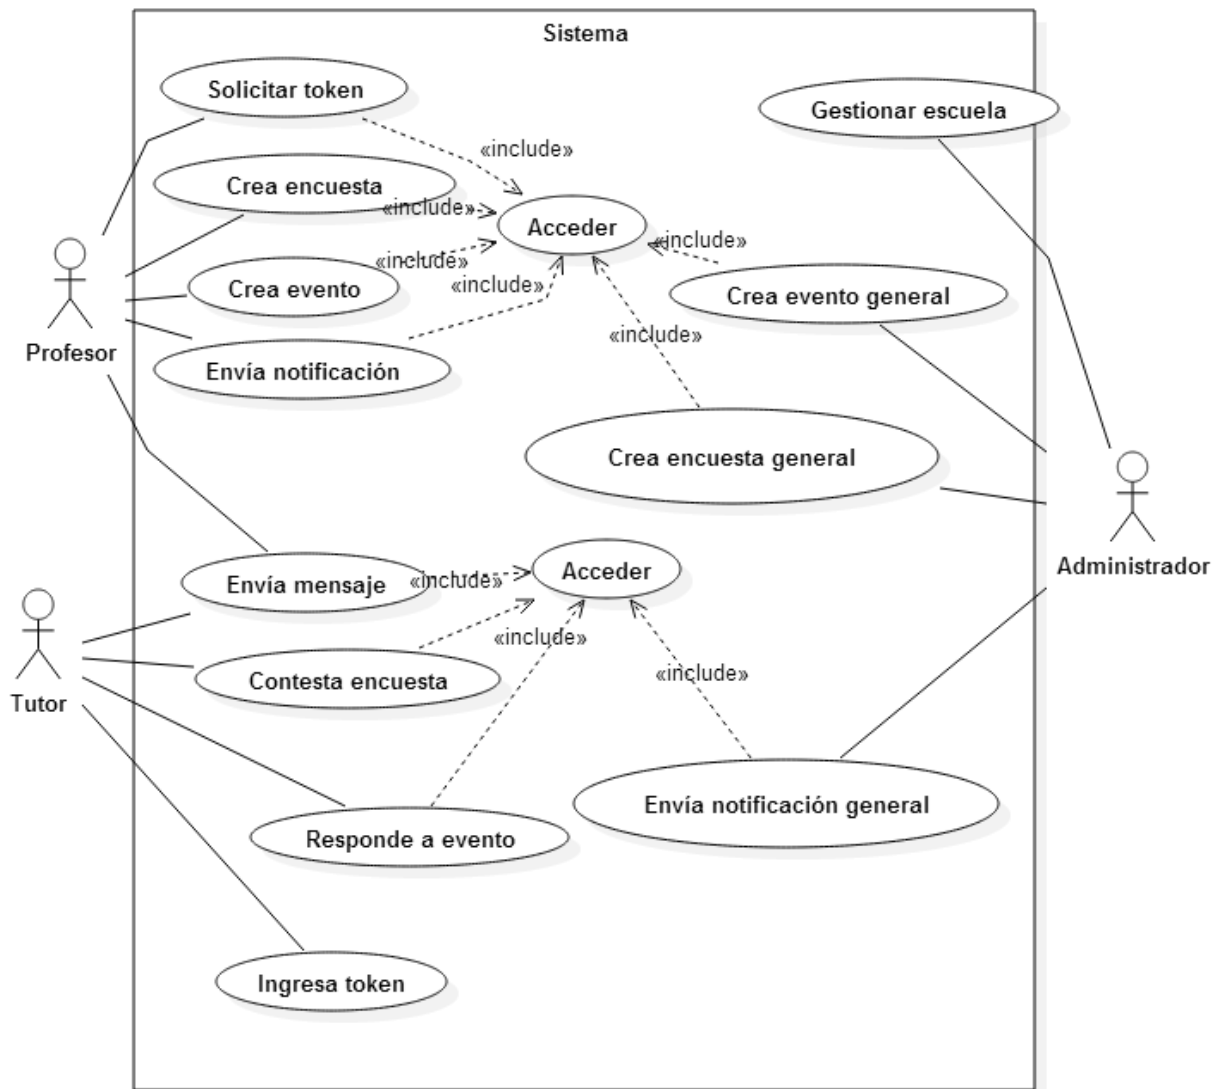 Sistema
Solicitar token
Gestionar escuela
«include»
Crea encuesta
«include»
Acceder
«include»
«include»
Crea evento
«include»
Crea evento general
Profesor
Envía notificación
«include»
Crea encuesta general
Envía mensaje
«include»
Acceder
Administrador
«include»
Contesta encuesta
«include»
Tutor
Envía notificación general
Responde a evento
Ingresa token